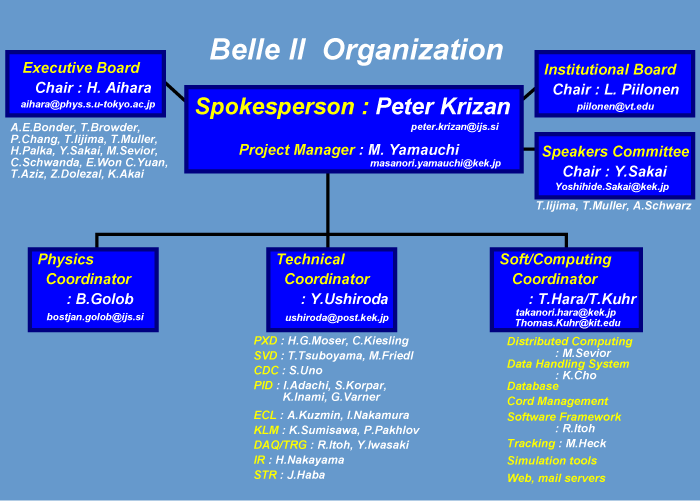 Belle II Organization
Executive Board
Chair : H. Aihara
aihara@phys.s.u-tokyo.ac.jp
A.E.Bonder, T.Browder,
P.Chang, T.Iijima, T.Muller,
H.Palka, Y.Sakai, M.Sevior,
C.Schwanda, E.Won C.Yuan,
T.Aziz, Z.Dolezal, K.Akai
Spokesperson : Peter Krizan
peter.krizan@ijs.si
Project Manager : M. Yamauchi
masanori.yamauchi@kek.jp
Institutional Board
Chair : L. Piilonen
piilonen@vt.edu
Speakers Committee
Chair : Y.Sakai
Yoshihide.Sakai@kek.jp
T.Iijima, T.Muller, A.Schwarz
Physics
Coordinator
: B.Golob
bostjan.golob@ijs.si
Technical
Coordinator
: Y.Ushiroda
ushiroda@post.kek.jp
PXD : H.G.Moser, C.Kiesling
SVD : T.Tsuboyama, M.Friedl
CDC : S.Uno
PID : I.Adachi, S.Korpar,
K.Inami, G.Varner
ECL : A.Kuzmin, I.Nakamura
KLM : K.Sumisawa, P.Pakhlov
DAQ/TRG : R.Itoh, Y.Iwasaki
IR : H.Nakayama
STR : J.Haba
Soft/Computing
Coordinator
: T.Hara/T.Kuhr
takanori.hara@kek.jp
Thomas.Kuhr@kit.edu
Distributed Computing
: M.Sevior
Data Handling System
: K.Cho
Database
Cord Management
Software Framework
: R.Itoh
Tracking : M.Heck
Simulation tools
Web, mail servers